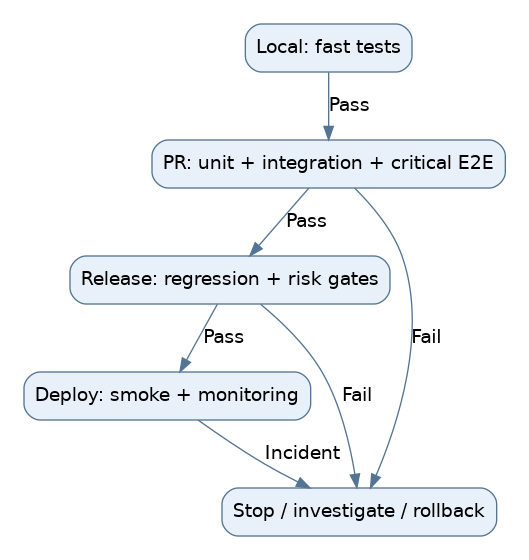 Local: fast tests
Pass
PR: unit + integration + critical E2E
Pass
Release: regression + risk gates
Pass
Fail
Deploy: smoke + monitoring
Fail
Incident
Stop / investigate / rollback